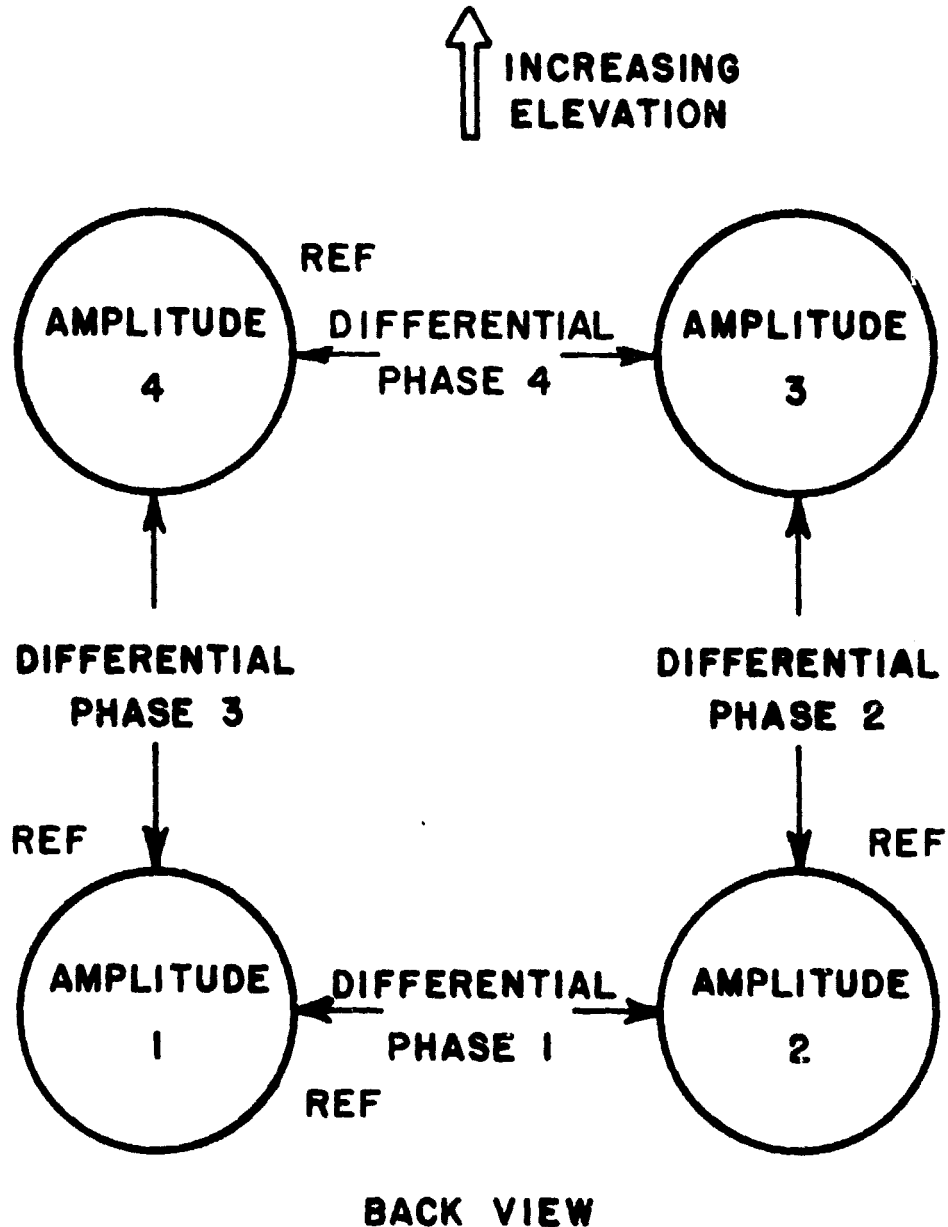 INCREASING
ELEVATION
REF
AMPLITUDE
4
DIFFERENTIAL
PHASE 4
AMPLITUDE
3
DIFFERENTIAL
PHASE 3
DIFFERENTIAL
PHASE 2
REF
REF
AMPLITUDE
1
DIFFERENTIAL
PHASE 1
AMPLITUDE
2
REF
BACK VIEW